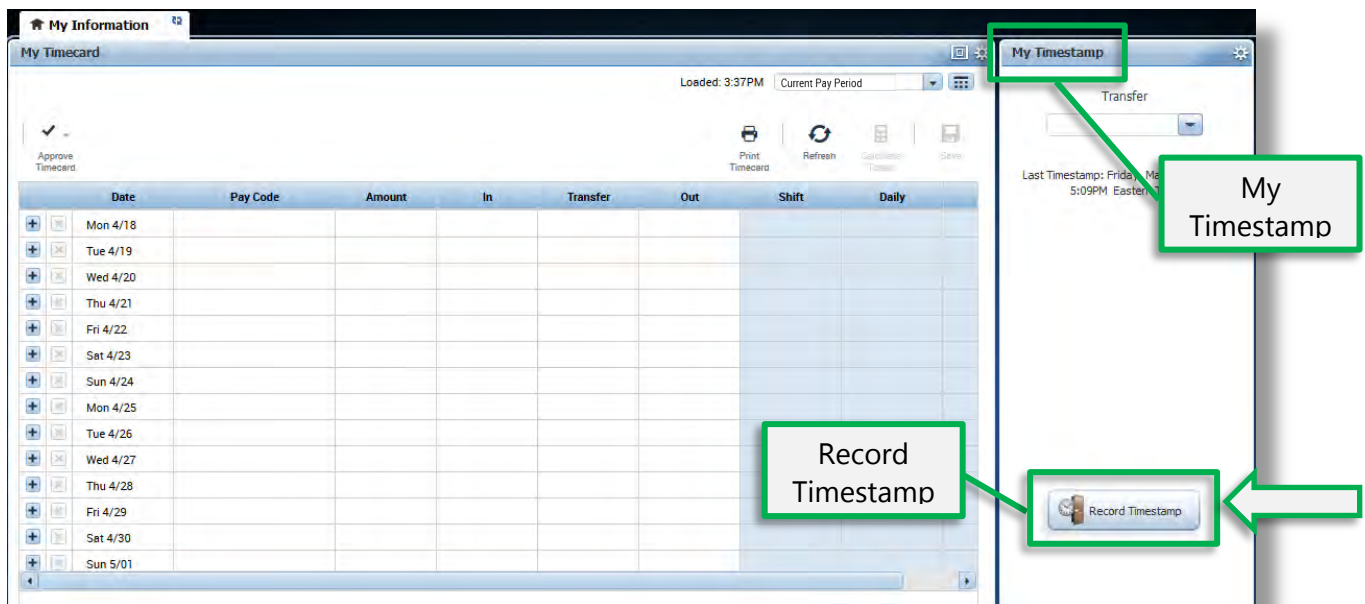 My Information
My Timecard
My Timestamp
Loaded: 3:37PM Current Pay Period
Transfer
Approve Timecard
Print Timecard
Refresh
Calculate Totals
Save
Last Timestamp: Friday, Ma
5:09PM Eastern T
My
Timestamp
Date Pay Code Amount In Transfer Out Shift Daily
Mon 4/18
Tue 4/19
Wed 4/20
Thu 4/21
Fri 4/22
Sat 4/23
Sun 4/24
Mon 4/25
Tue 4/26
Wed 4/27
Thu 4/28
Fri 4/29
Sat 4/30
Sun 5/01
Record
Timestamp
Record Timestamp